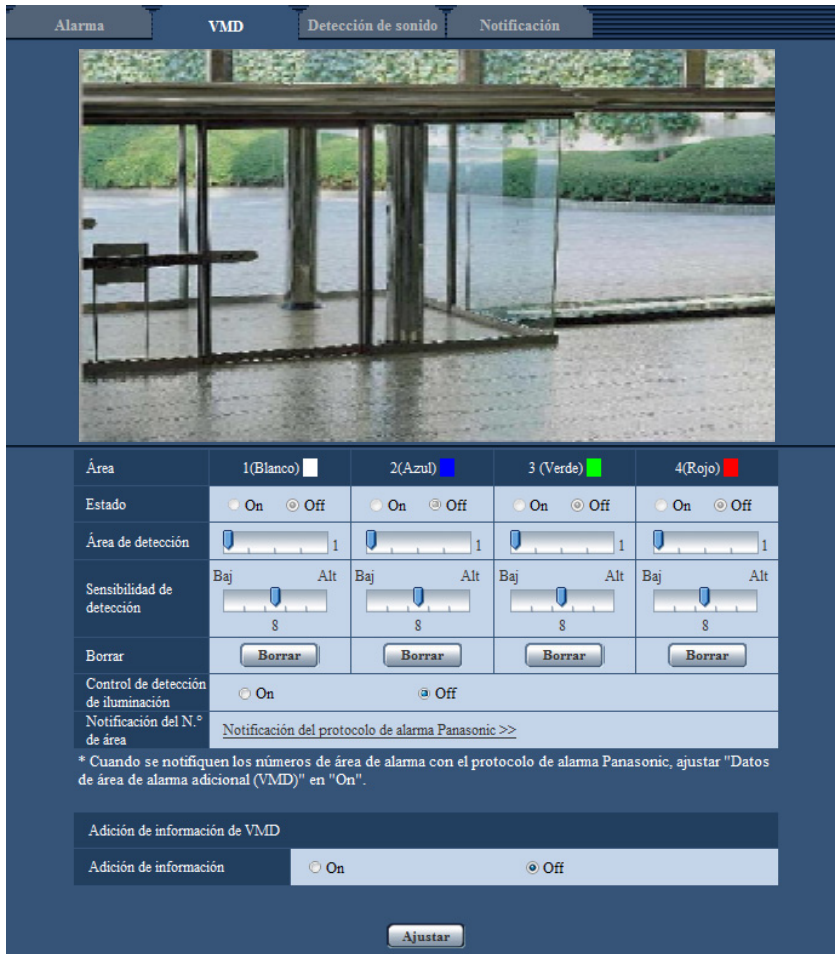 Alarma VMD Detección de sonido Notificación
Área 1(Blanco) 2(Azul) 3 (Verde) 4(Rojo)
Estado On Off On Off On Off On Off
Área de detección 1 1 1 1
Baj Alt Baj Alt Baj Alt Baj Alt
Sensibilidad de
detección
8 8 8 8
Borrar Borrar Borrar Borrar Borrar
Control de detección
de iluminación On Off
Notificación del N.°
de área Notificación del protocolo de alarma Panasonic >>
* Cuando se notifiquen los números de área de alarma con el protocolo de alarma Panasonic, ajustar "Datos
de área de alarma adicional (VMD)" en "On".
Adición de información de VMD
Adición de información On Off
Ajustar